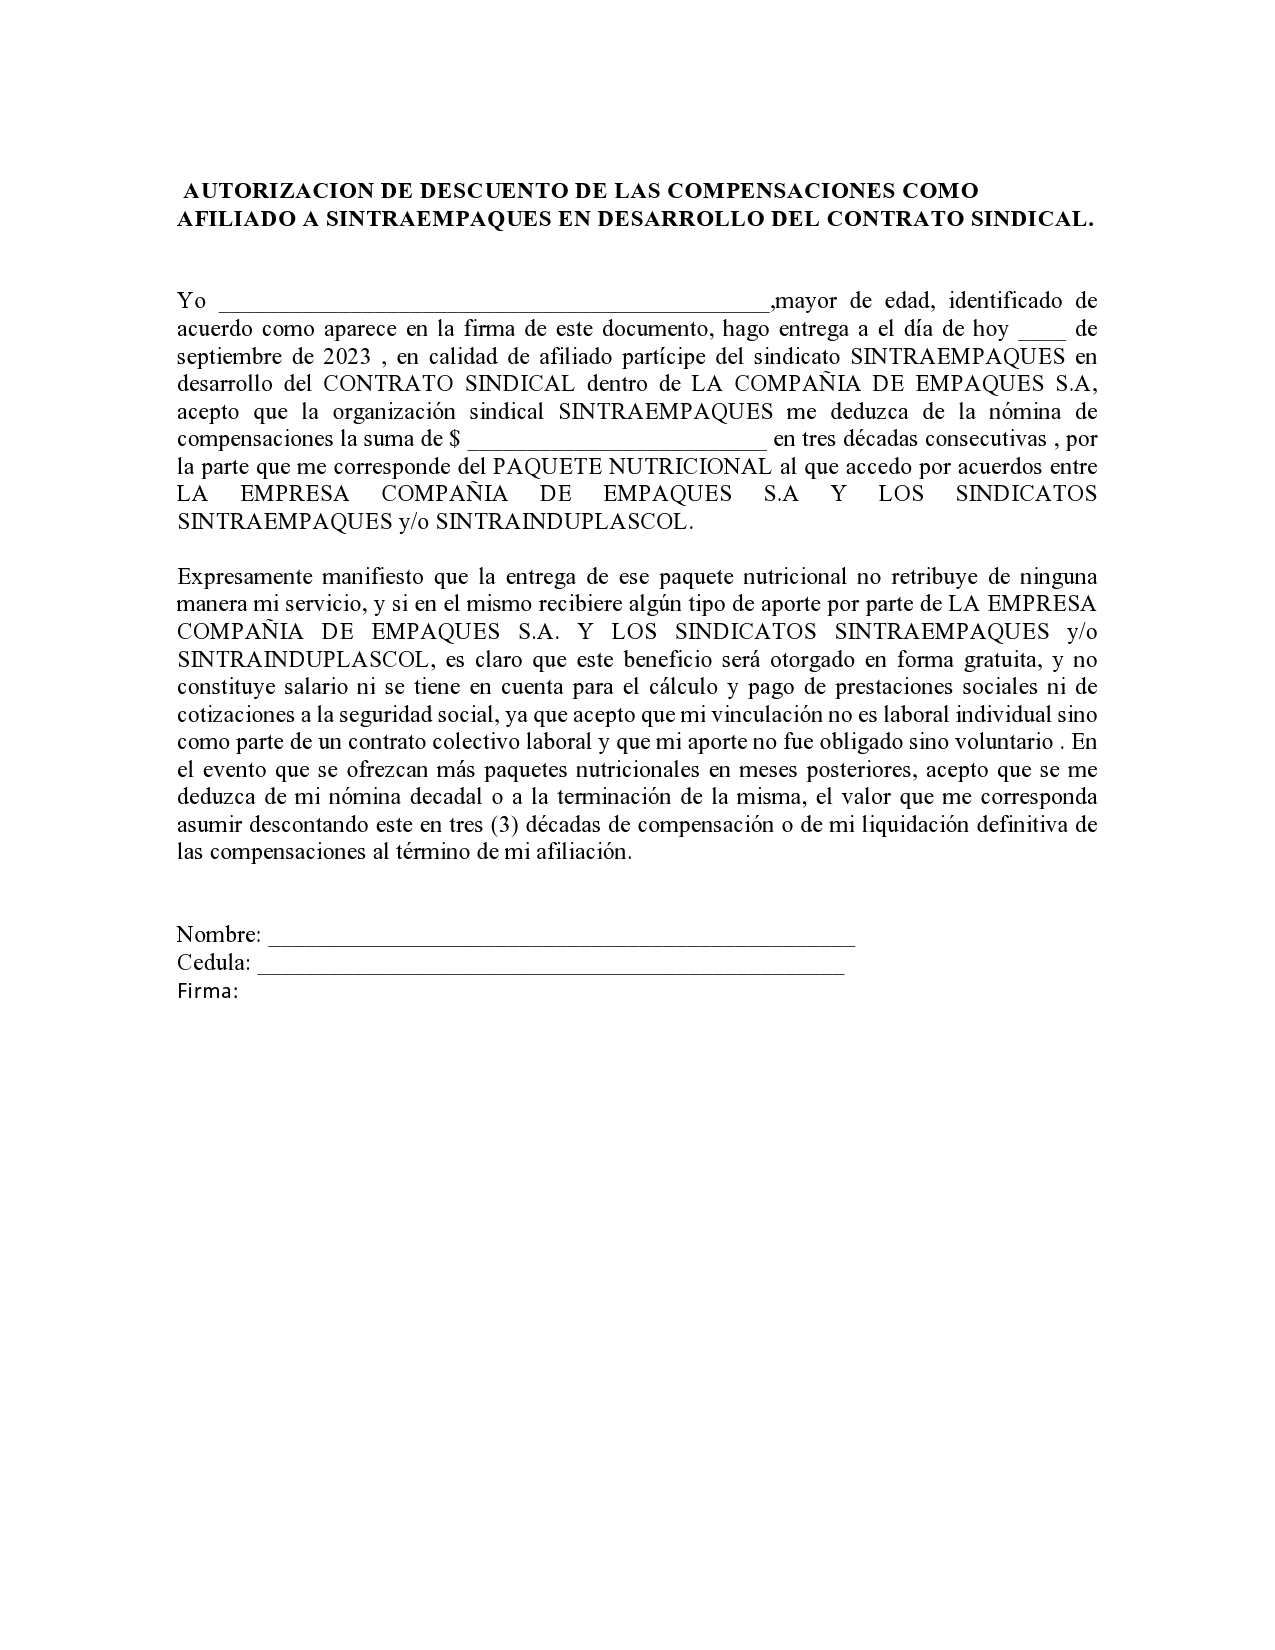 AUTORIZACION DE DESCUENTO DE LAS COMPENSACIONES COMO
AFILIADO A SINTRAEMPAQUES EN DESARROLLO DEL CONTRATO SINDICAL.
Yo ______________________________________________,mayor de edad, identificado de
acuerdo como aparece en la firma de este documento, hago entrega a el día de hoy ____ de
septiembre de 2023 , en calidad de afiliado partícipe del sindicato SINTRAEMPAQUES en
desarrollo del CONTRATO SINDICAL dentro de LA COMPAÑIA DE EMPAQUES S.A,
acepto que la organización sindical SINTRAEMPAQUES me deduzca de la nómina de
compensaciones la suma de $ _________________________ en tres décadas consecutivas , por
la parte que me corresponde del PAQUETE NUTRICIONAL al que accedo por acuerdos entre
LA EMPRESA COMPAÑIA DE EMPAQUES S.A Y LOS SINDICATOS
SINTRAEMPAQUES y/o SINTRAINDUPLASCOL.
Expresamente manifiesto que la entrega de ese paquete nutricional no retribuye de ninguna
manera mi servicio, y si en el mismo recibiere algún tipo de aporte por parte de LA EMPRESA
COMPAÑIA DE EMPAQUES S.A. Y LOS SINDICATOS SINTRAEMPAQUES y/o
SINTRAINDUPLASCOL, es claro que este beneficio será otorgado en forma gratuita, y no
constituye salario ni se tiene en cuenta para el cálculo y pago de prestaciones sociales ni de
cotizaciones a la seguridad social, ya que acepto que mi vinculación no es laboral individual sino
como parte de un contrato colectivo laboral y que mi aporte no fue obligado sino voluntario . En
el evento que se ofrezcan más paquetes nutricionales en meses posteriores, acepto que se me
deduzca de mi nómina decadal o a la terminación de la misma, el valor que me corresponda
asumir descontando este en tres (3) décadas de compensación o de mi liquidación definitiva de
las compensaciones al término de mi afiliación.
Nombre: _________________________________________________
Cedula: _________________________________________________
Firma: